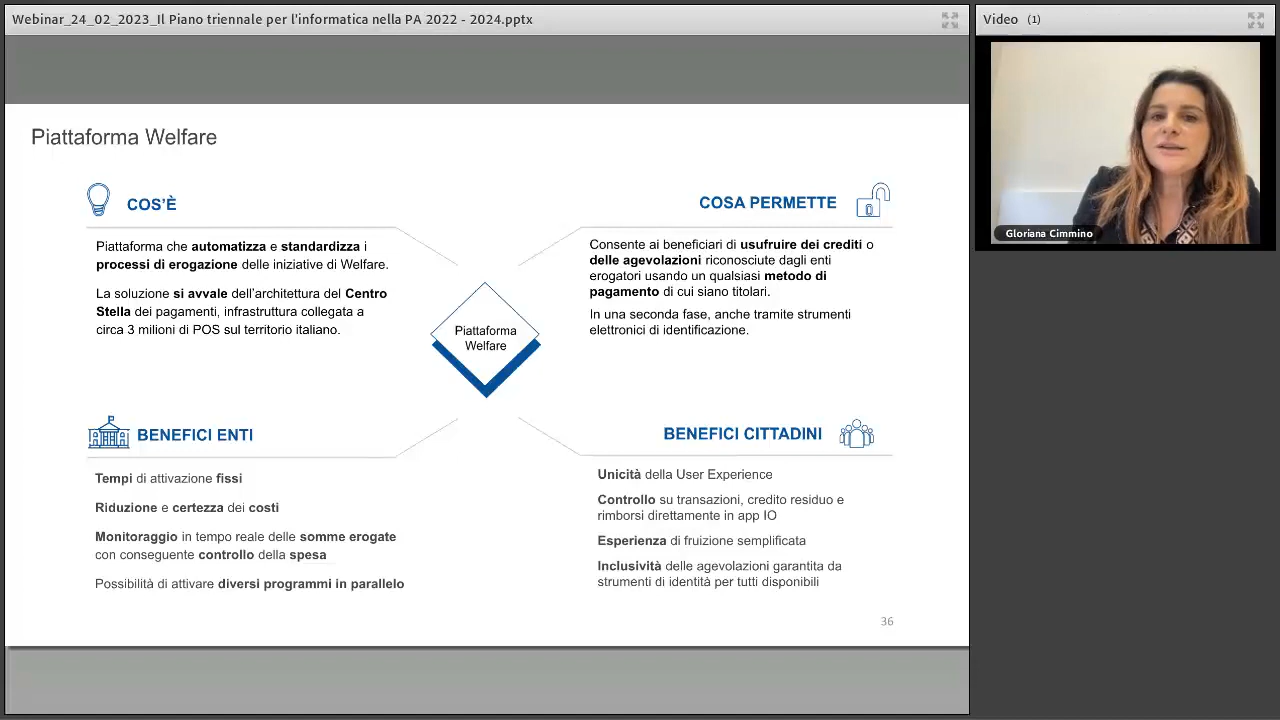 Webinar_24_02_2023_Il Piano triennale per l'informatica nella PA 2022 - 2024.pptx
Video (1)
Gloriana Cimmino
Piattaforma Welfare
COS'È
Piattaforma che automatizza e standardizza i
processi di erogazione delle iniziative di Welfare.
La soluzione si avvale dell'architettura del Centro
Stella dei pagamenti, infrastruttura collegata a
circa 3 milioni di POS sul territorio italiano.
COSA PERMETTE
Consente ai beneficiari di usufruire dei crediti o
delle agevolazioni riconosciute dagli enti
erogatori usando un qualsiasi metodo di
pagamento di cui siano titolari.
In una seconda fase, anche tramite strumenti
elettronici di identificazione.
Piattaforma
Welfare
BENEFICI ENTI
Tempi di attivazione fissi
Riduzione e certezza dei costi
Monitoraggio in tempo reale delle somme erogate
con conseguente controllo della spesa
Possibilità di attivare diversi programmi in parallelo
BENEFICI CITTADINI
Unicità della User Experience
Controllo su transazioni, credito residuo e
rimborsi direttamente in app IO
Esperienza di fruizione semplificata
Inclusività delle agevolazioni garantita da
strumenti di identità per tutti disponibili
36